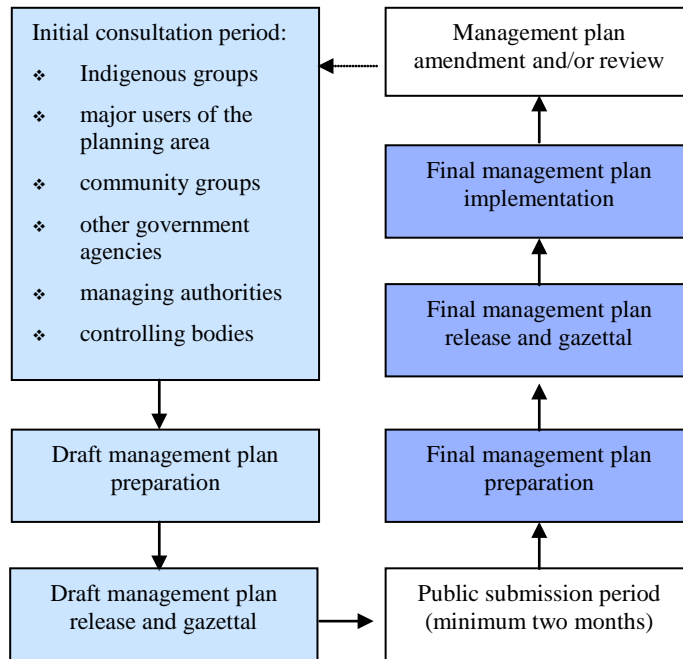 Initial consultation period:
❖ Indigenous groups
❖ major users of the
planning area
❖ community groups
❖ other government
agencies
❖ managing authorities
❖ controlling bodies
Draft management plan
preparation
Draft management plan
release and gazettal
Public submission period
(minimum two months)
Final management plan
preparation
Final management plan
release and gazettal
Final management plan
implementation
Management plan
amendment and/or review